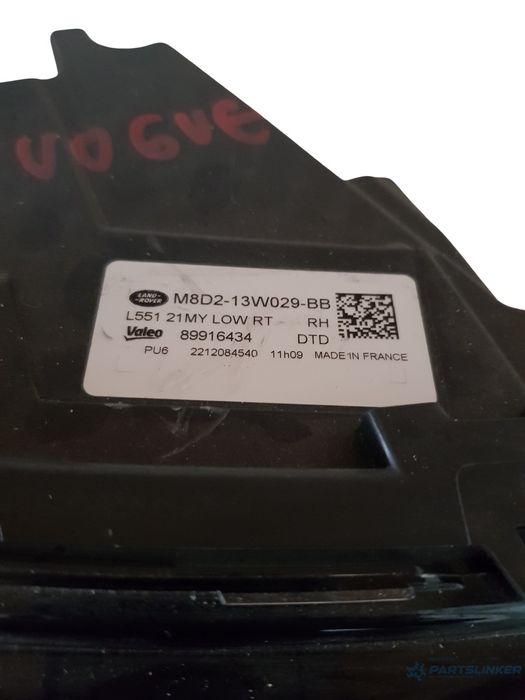 VOGUE
LAND-
ROVER
M8D2-13W029-BB
L551 21MY LOW RT RH
Valeo 89916434 DTD
PU6 2212084540 11h09 MADE IN FRANCE
PARTSLINKER